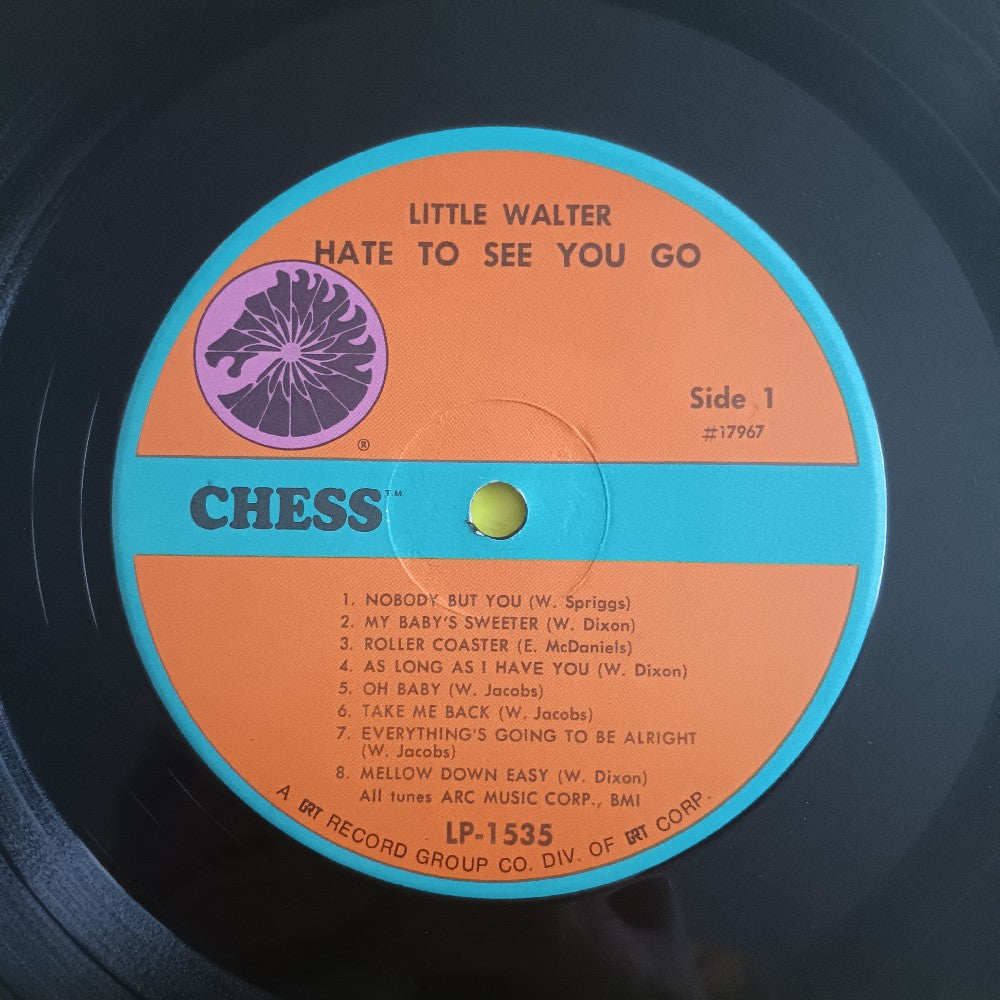 LITTLE WALTER
HATE TO SEE YOU GO
®
Side 1
#17967
CHESS T.M.
1. NOBODY BUT YOU (W. Spriggs)
2. MY BABY'S SWEETER (W. Dixon)
3. ROLLER COASTER (E. McDaniels)
4. AS LONG AS I HAVE YOU (W. Dixon)
5. OH BABY (W. Jacobs)
6. TAKE ME BACK (W. Jacobs)
7. EVERYTHING'S GOING TO BE ALRIGHT
(W. Jacobs)
8. MELLOW DOWN EASY (W. Dixon)
All tunes ARC MUSIC CORP., BMI
LP-1535
A GRT RECORD GROUP CO. DIV. OF GRT CORP.